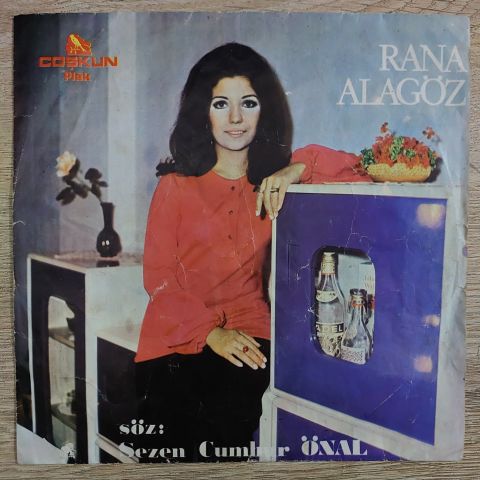 COŞKUN
Plak
RANA
ALAGÖZ
söz:
Sezen Cumhur ÖNAL